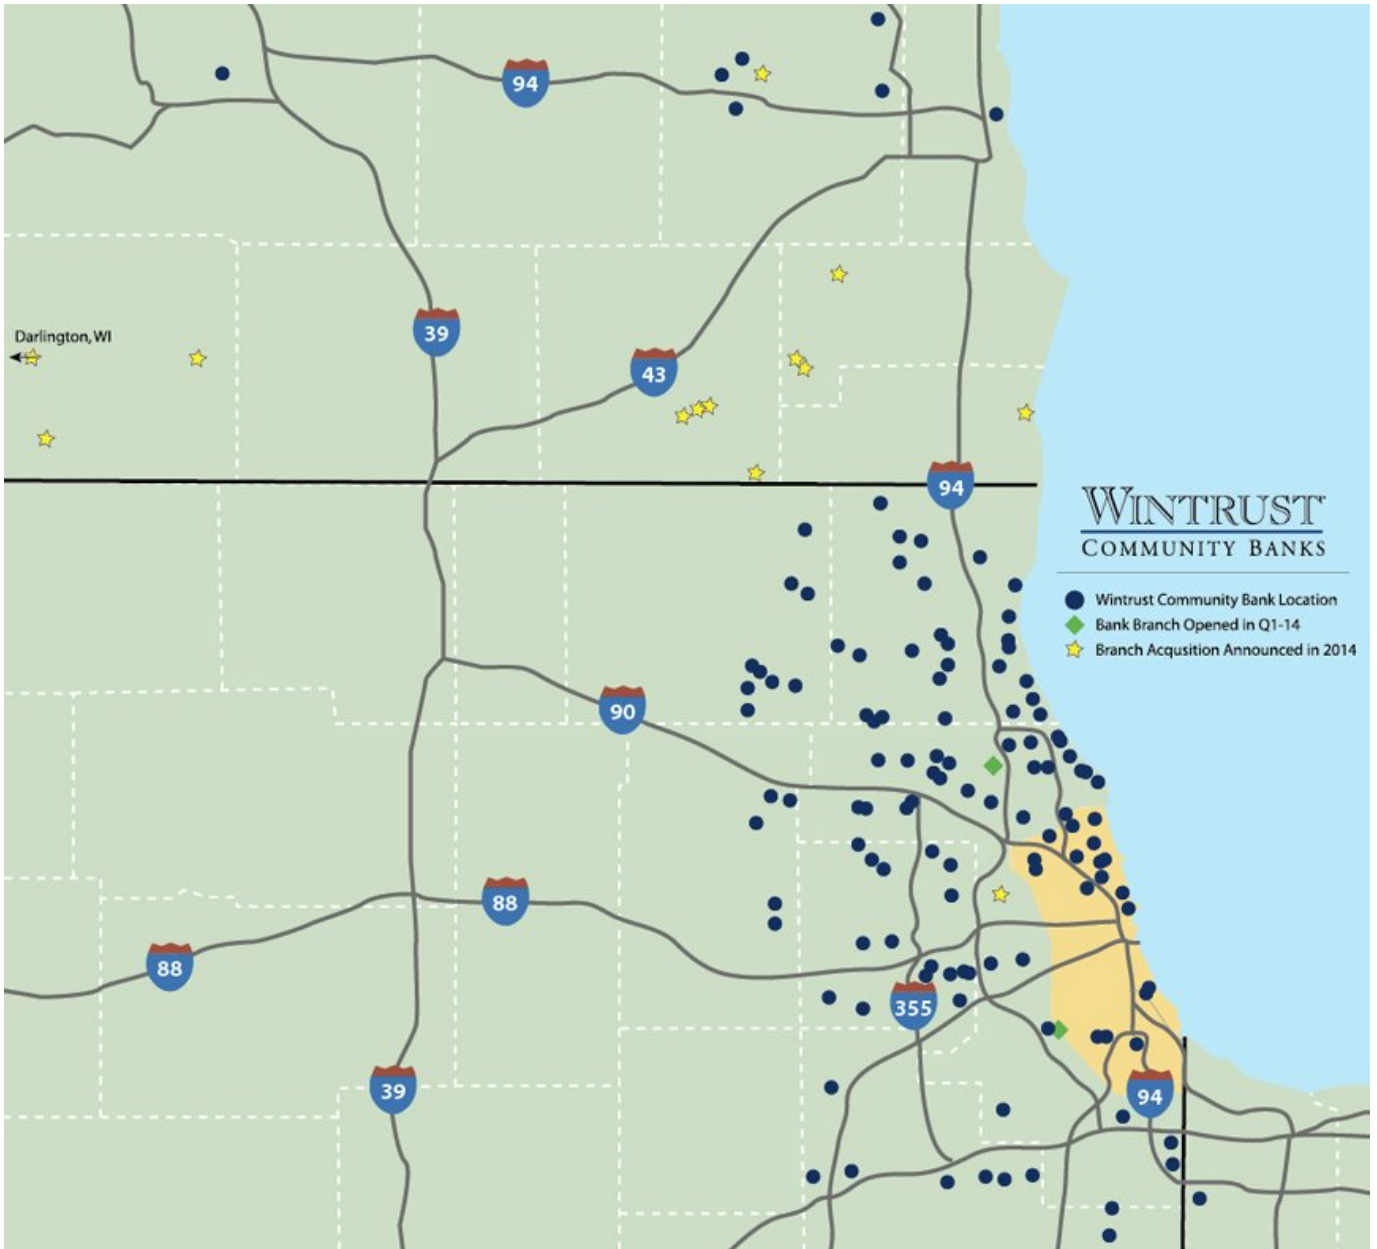 94
Darlington, WI
39
43
94
WINTRUST
COMMUNITY BANKS
Wintrust Community Bank Location
Bank Branch Opened in Q1-14
Branch Acqusition Announced in 2014
90
88
88
355
39
94